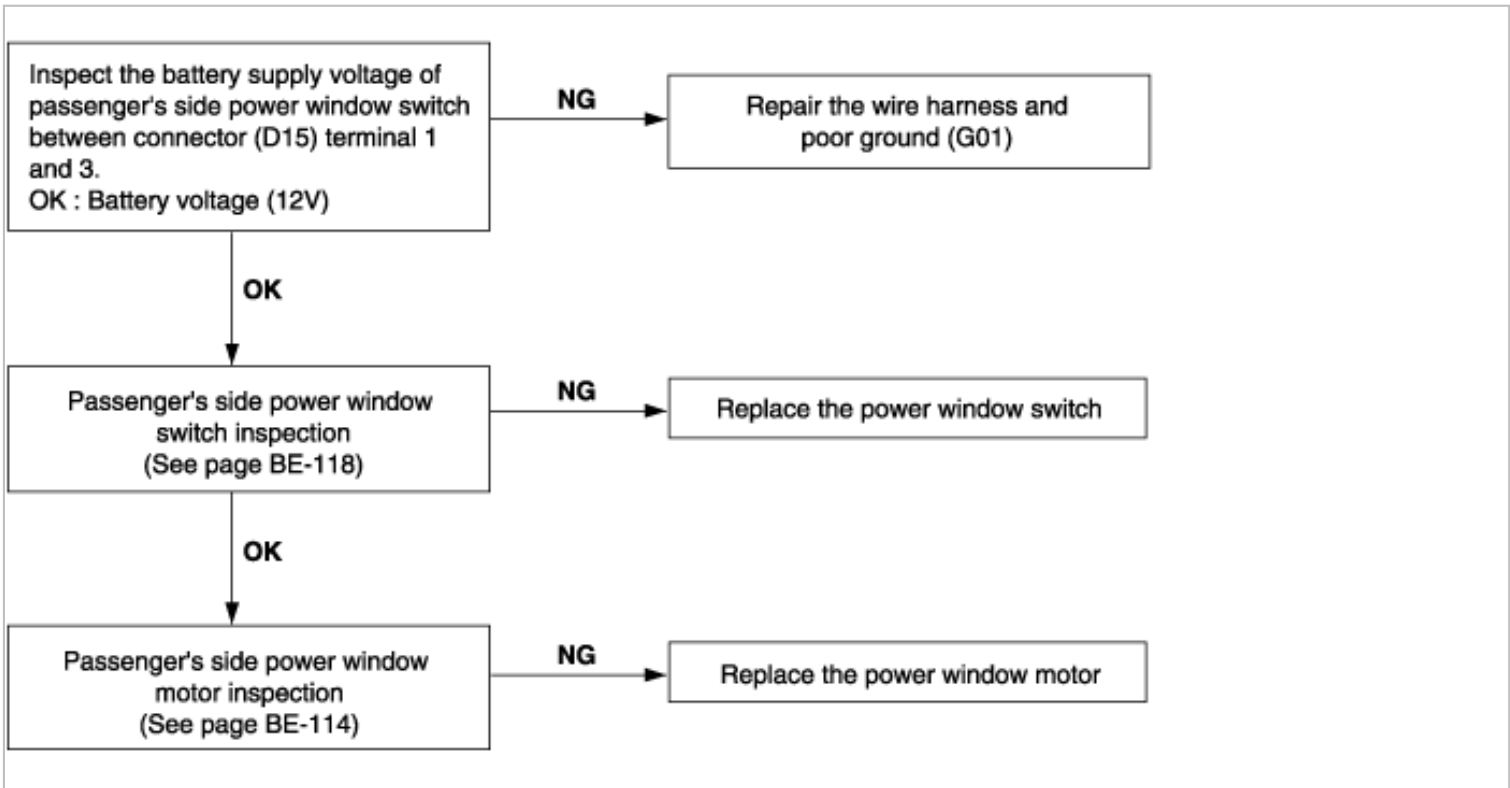 Inspect the battery supply voltage of
passenger's side power window switch
between connector (D15) terminal 1
and 3.
OK : Battery voltage (12V)
NG
Repair the wire harness and
poor ground (G01)
OK
Passenger's side power window
switch inspection
(See page BE-118)
NG
Replace the power window switch
OK
Passenger's side power window
motor inspection
(See page BE-114)
NG
Replace the power window motor